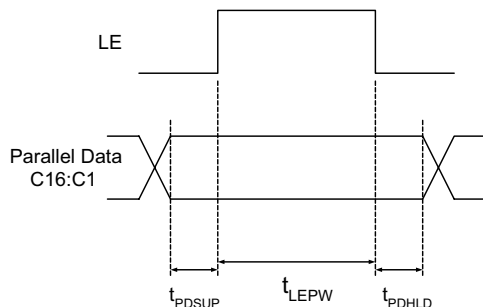 LE
Parallel Data
C16:C1
tPDSUP
tLEPW
tPDHLD